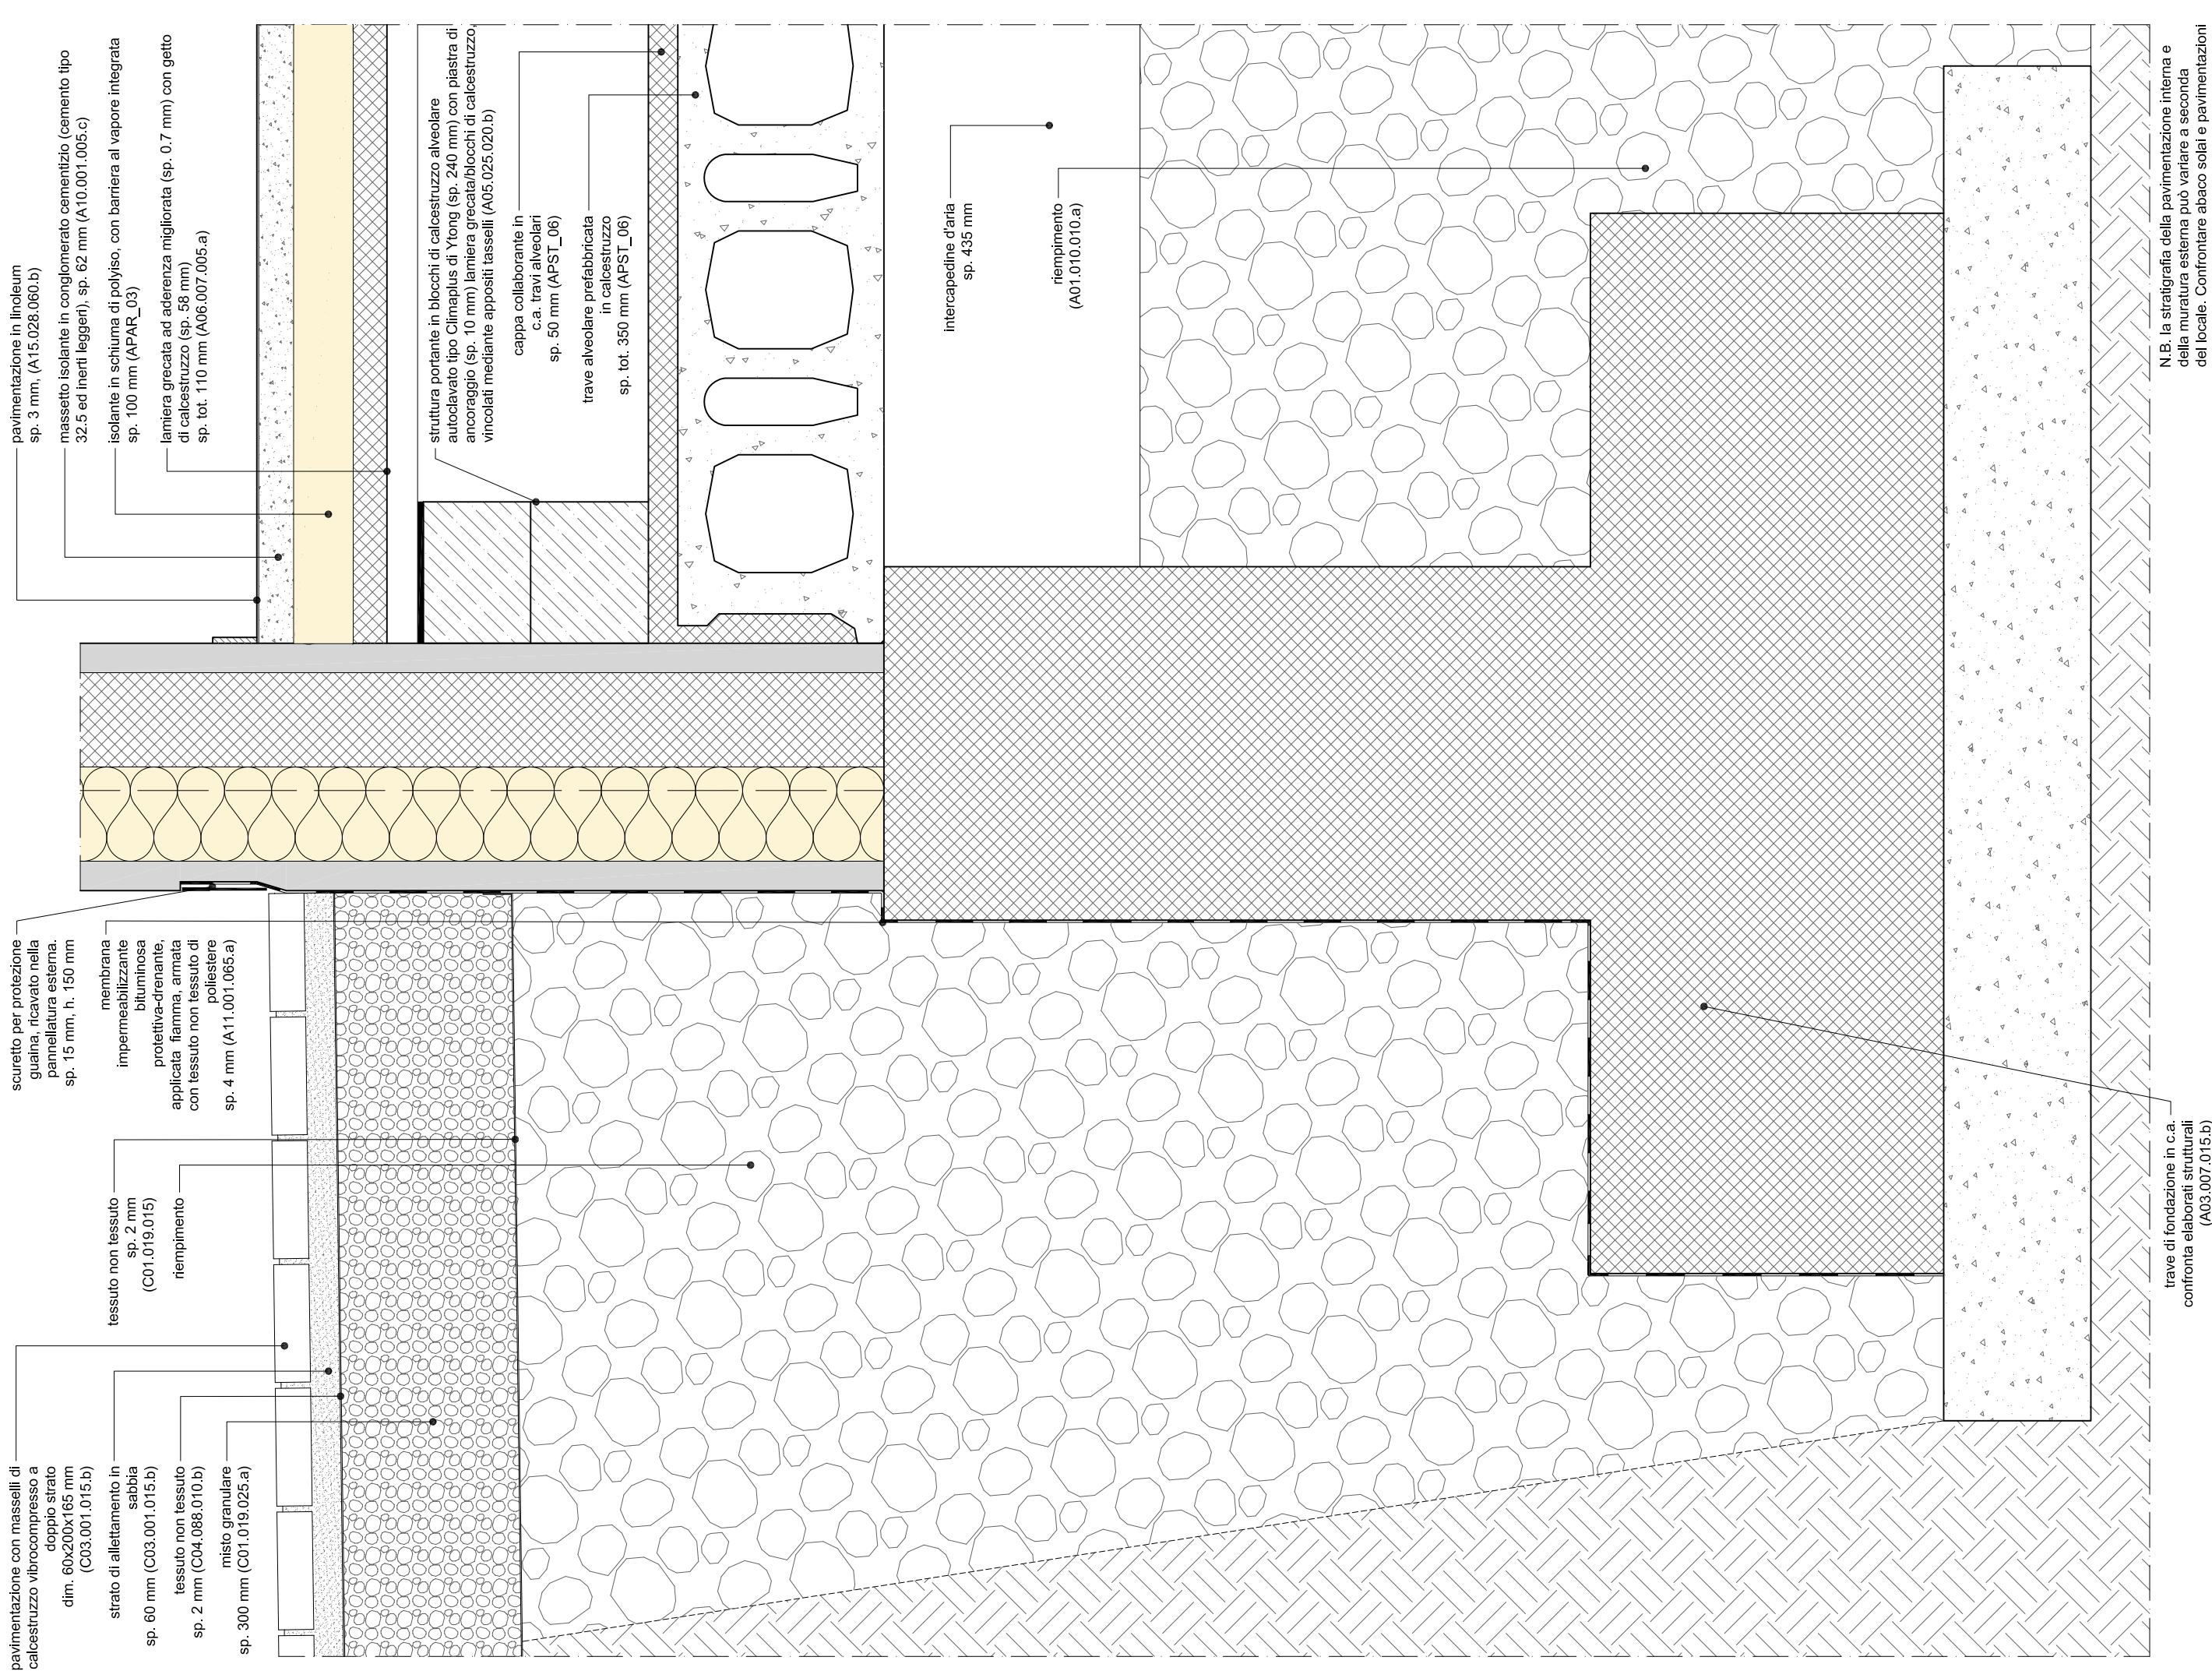 pavimentazione con masselli di
calcestruzzo vibrocompresso a
doppio strato
dim. 60x200x165 mm
(C03.001.015.b)
strato di allettamento in
sabbia
sp. 60 mm (C03.001.015.b)
tessuto non tessuto
sp. 2 mm (C04.088.010.b)
misto granulare
sp. 300 mm (C01.019.025.a)
tessuto non tessuto
sp. 2 mm
(C01.019.015)
riempimento
scuretto per protezione
guaina, ricavato nella
pannellatura esterna.
sp. 15 mm, h. 150 mm
membrana
impermeabilizzante
bituminosa
protettiva-drenante,
applicata fiamma, armata
con tessuto non tessuto di
poliestere
sp. 4 mm (A11.001.065.a)
pavimentazione in linoleum
sp. 3 mm, (A15.028.060.b)
massetto isolante in conglomerato cementizio (cemento tipo
32.5 ed inerti leggeri), sp. 62 mm (A10.001.005.c)
isolante in schiuma di polyiso, con barriera al vapore integrata
sp. 100 mm (APAR_03)
lamiera grecata ad aderenza migliorata (sp. 0.7 mm) con getto
di calcestruzzo (sp. 58 mm)
sp. tot. 110 mm (A06.007.005.a)
struttura portante in blocchi di calcestruzzo alveolare
autoclavato tipo Climaplus di Ytong (sp. 240 mm) con piastra di
ancoraggio (sp. 10 mm) lamiera grecata/blocchi di calcestruzzo,
vincolati mediante appositi tasselli (A05.025.020.b)
cappa collaborante in
c.a. travi alveolari
sp. 50 mm (APST_06)
trave alveolare prefabbricata
in calcestruzzo
sp. tot. 350 mm (APST_06)
intercapedine d'aria
sp. 435 mm
riempimento
(A01.010.010.a)
trave di fondazione in c.a.
confronta elaborati strutturali
(A03.007.015.b)
N.B. la stratigrafia della pavimentazione interna e
della muratura esterna può variare a seconda
del locale. Confrontare abaco solai e pavimentazioni